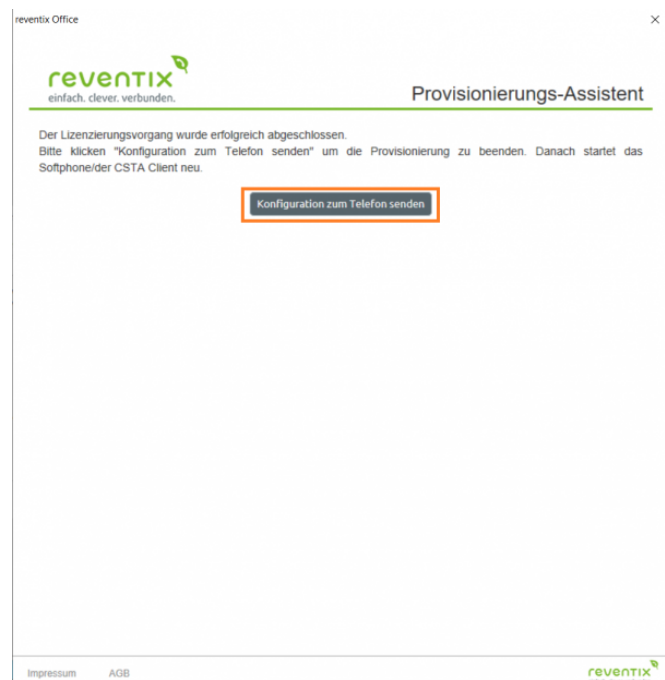 reventix Office
reventix
einfach. clever. verbunden.
Provisionierungs-Assistent
Der Lizenzierungsvorgang wurde erfolgreich abgeschlossen.
Bitte klicken "Konfiguration zum Telefon senden" um die Provisionierung zu beenden. Danach startet das
Softphone/der CSTA Client neu.
Konfiguration zum Telefon senden
Impressum AGB
reventix